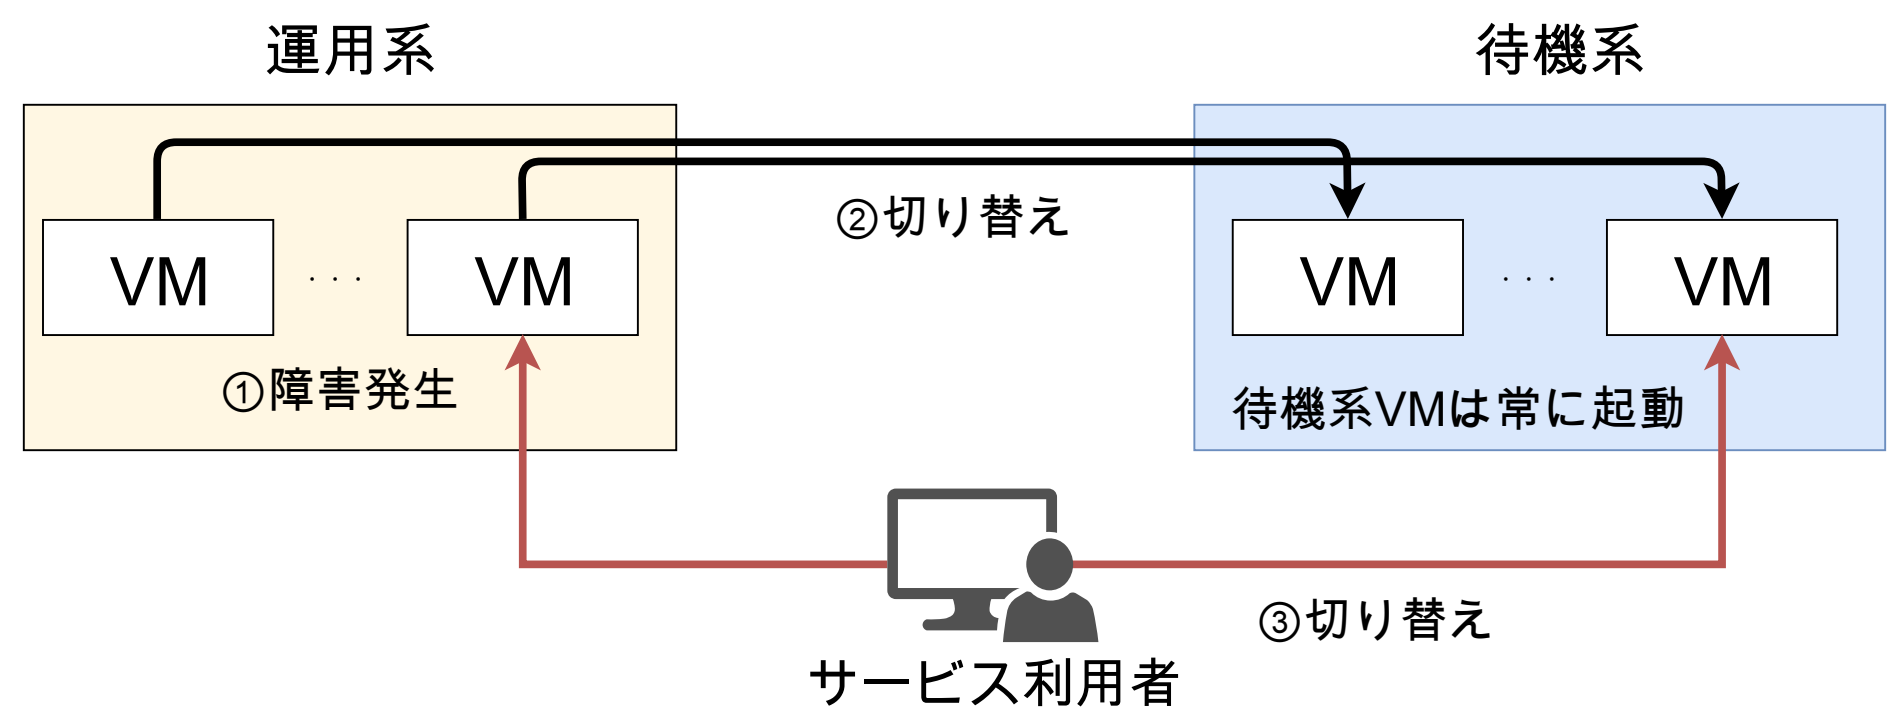 運用系
待機系
②切り替え
VM
・・・
VM
VM
・・・
VM
①障害発生
待機系VMは常に起動
③切り替え
サービス利用者